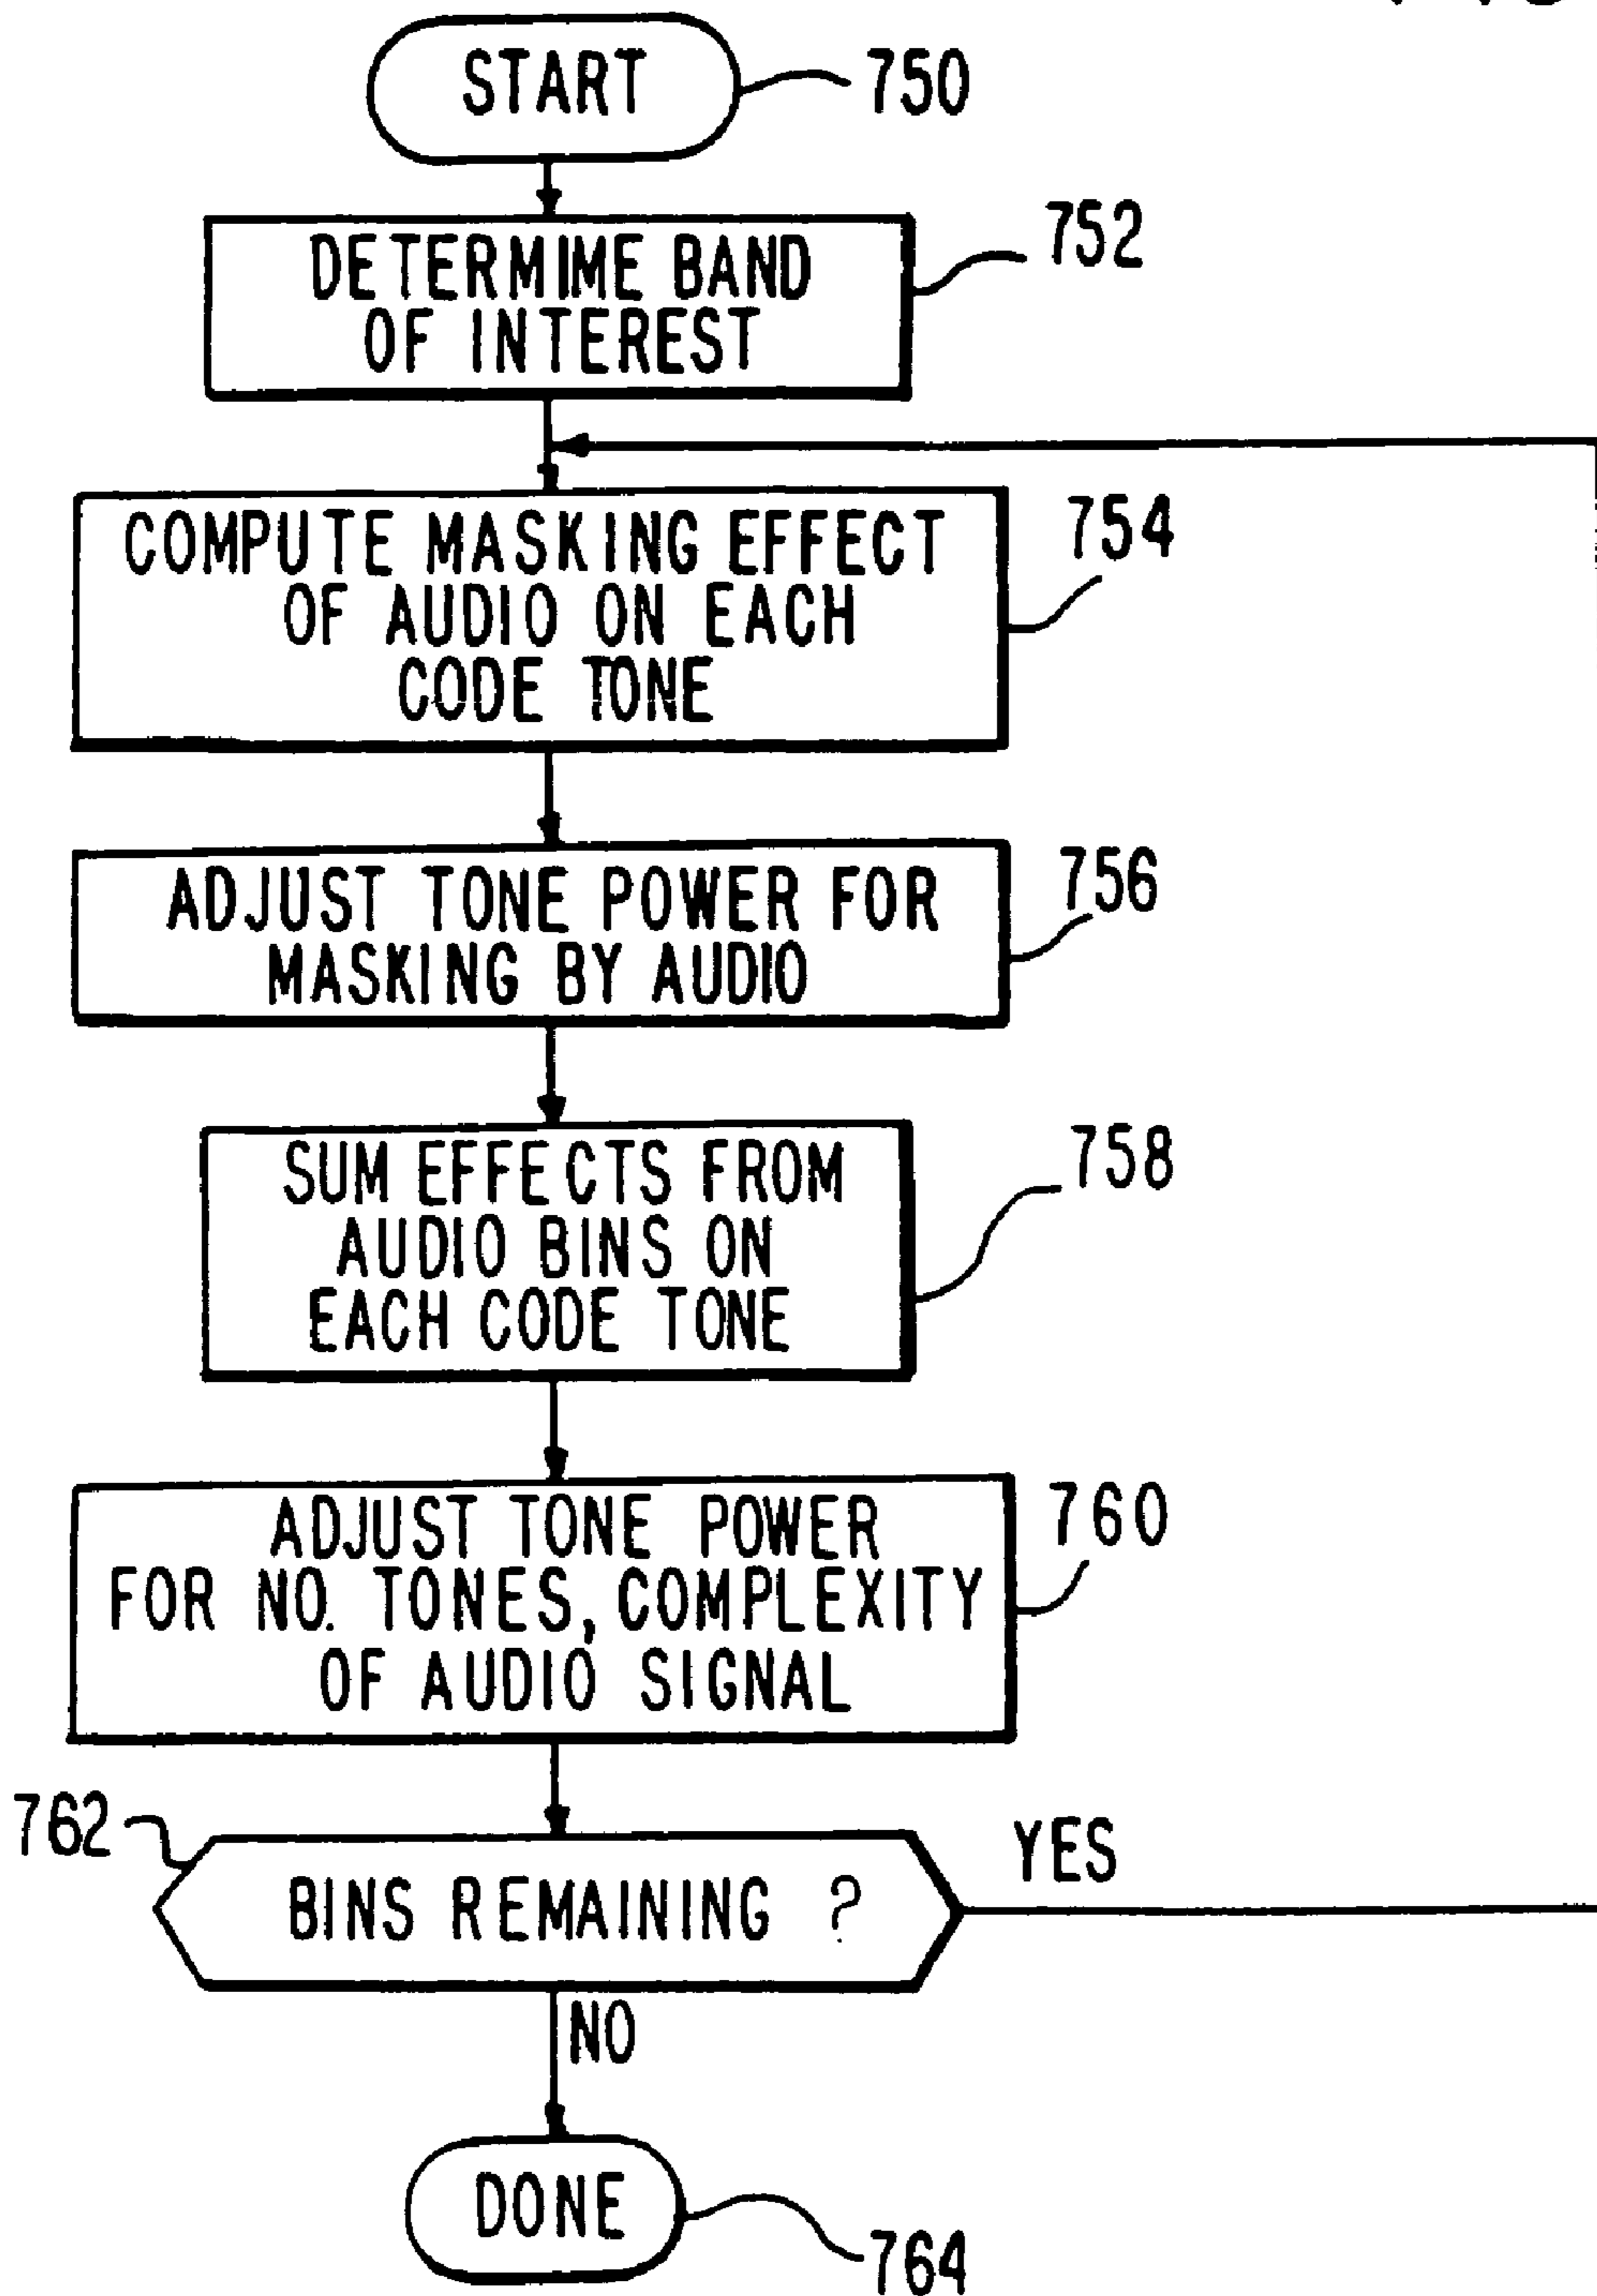 START
750
DETERMIME BAND
OF INTEREST
752
COMPUTE MASKING EFFECT
OF AUDIO ON EACH
CODE TONE
754
ADJUST TONE POWER FOR
MASKING BY AUDIO
756
SUM EFFECTS FROM
AUDIO BINS ON
EACH CODE TONE
758
ADJUST TONE POWER
FOR NO. TONES, COMPLEXITY
OF AUDIO SIGNAL
760
762
BINS REMAINING ?
YES
NO
DONE
764